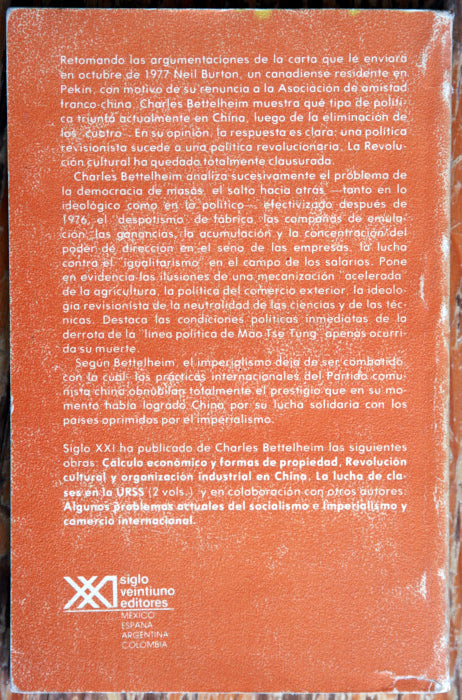 Retomando las argumentaciones de la carta que le enviara
en octubre de 1977 Neil Burton, un canadiense residente en
Pekín, con motivo de su renuncia a la Asociación de amistad
franco-china, Charles Bettelheim muestra qué tipo de políti-
ca triunfó actualmente en China, luego de la eliminación de
los "cuatro". En su opinión, la respuesta es clara: una política
revisionista sucede a una política revolucionaria. La Revolu-
ción cultural ha quedado totalmente clausurada.
Charles Bettelheim analiza sucesivamente el problema de
la democracia de masas, el salto hacia atrás —tanto en lo
ideológico como en lo político—, efectivizado después de
1976, el "despotismo" de fábrica, las campañas de emula-
ción, las ganancias, la acumulación y la concentración del
poder de dirección en el seno de las empresas, la lucha
contra el "igualitarismo" en el campo de los salarios. Pone
en evidencia las ilusiones de una mecanización "acelerada"
de la agricultura, la política del comercio exterior, la ideolo-
gía revisionista de la neutralidad de las ciencias y de las téc-
nicas. Destaca las condiciones políticas inmediatas de la
derrota de la "línea política de Mao Tse Tung" apenas ocurri-
da su muerte.
Según Bettelheim, el imperialismo deja de ser combatido,
con la cual las prácticas internacionales del Partido comu-
nista chino obnubilan totalmente el prestigio que en su mo-
mento había logrado China por su lucha solidaria con los
países oprimidos por el imperialismo.
Siglo XXI ha publicado de Charles Bettelheim las siguientes
obras: Cálculo económico y formas de propiedad, Revolución
cultural y organización industrial en China, La lucha de cla-
ses en la URSS (2 vols.) y en colaboración con otros autores:
Algunos problemas actuales del socialismo e Imperialismo y
comercio internacional.
XXI
siglo
veintiuno
editores
MÉXICO
ESPAÑA
ARGENTINA
COLOMBIA